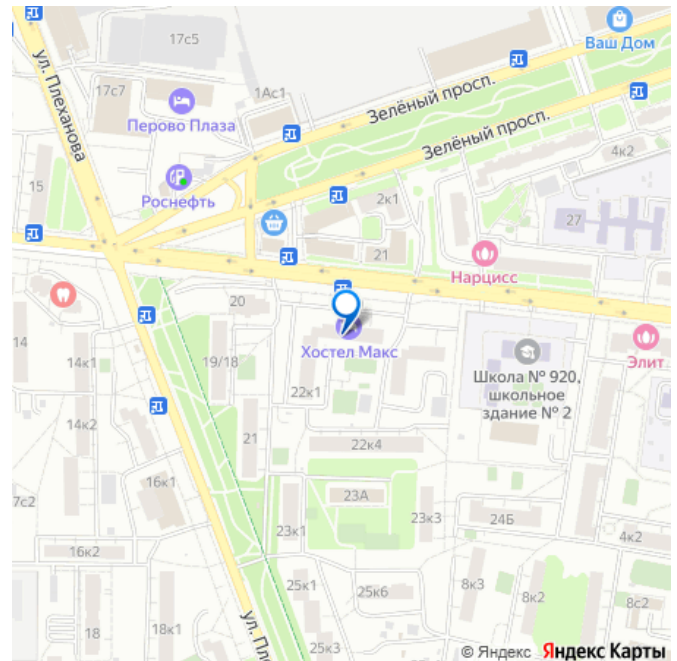 17с5
Ваш Дом
ул. Плеханова
17с7
1Ас1
Зелёный просп.
Перово Плаза
Зелёный просп.
4к2
15
Роснефть
2к1
27
21
Нарцисс
20
14
14к1
19/18
Хостел Макс
Элит
Школа № 920,
школьное
здание № 2
22к1
14к2
21
22к4
16к1
23А
7с2
23к1
23к3
24Б
16к2
4к2
25к1
25к6
8к3
8к2
8с2
18
18к1
ул. Пле
25к3
© Яндекс Яндекс Карты